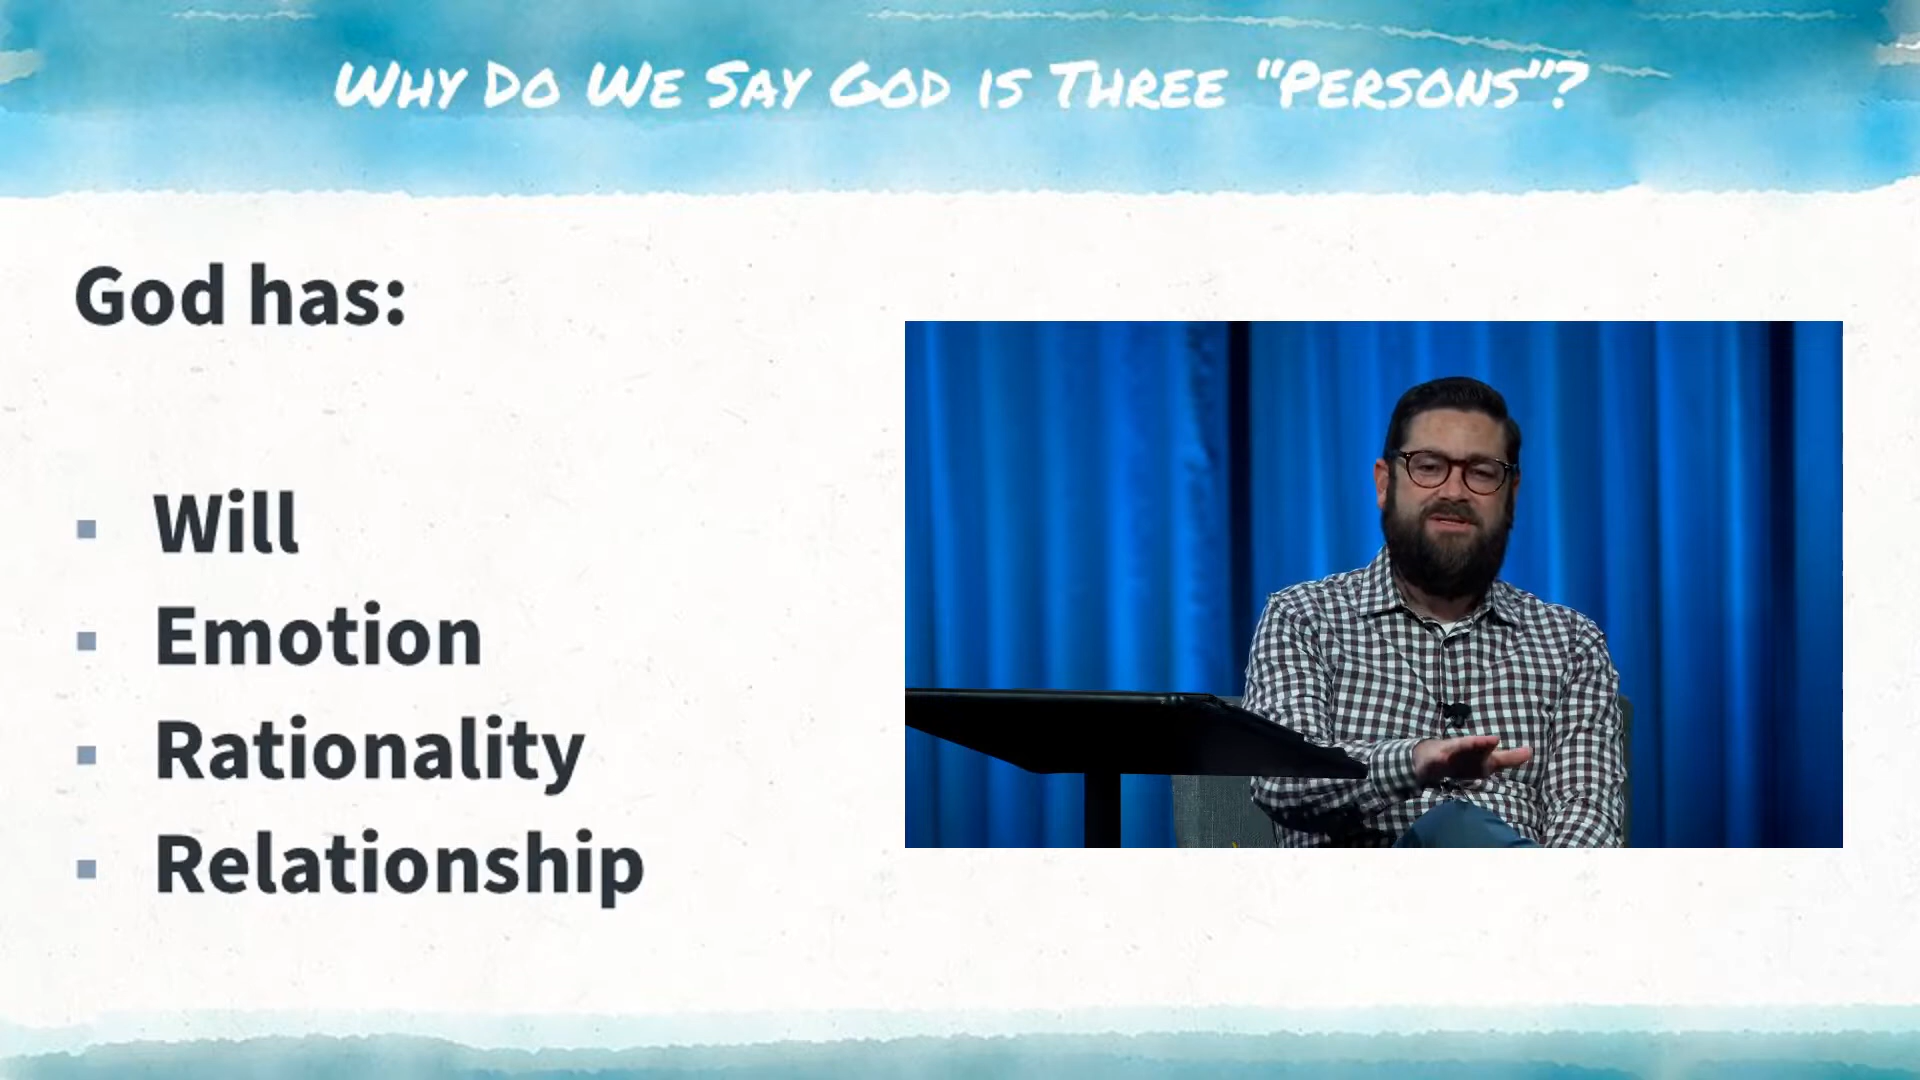 Why Do We Say God is Three “Persons”?
God has:
Will
Emotion
Rationality
Relationship